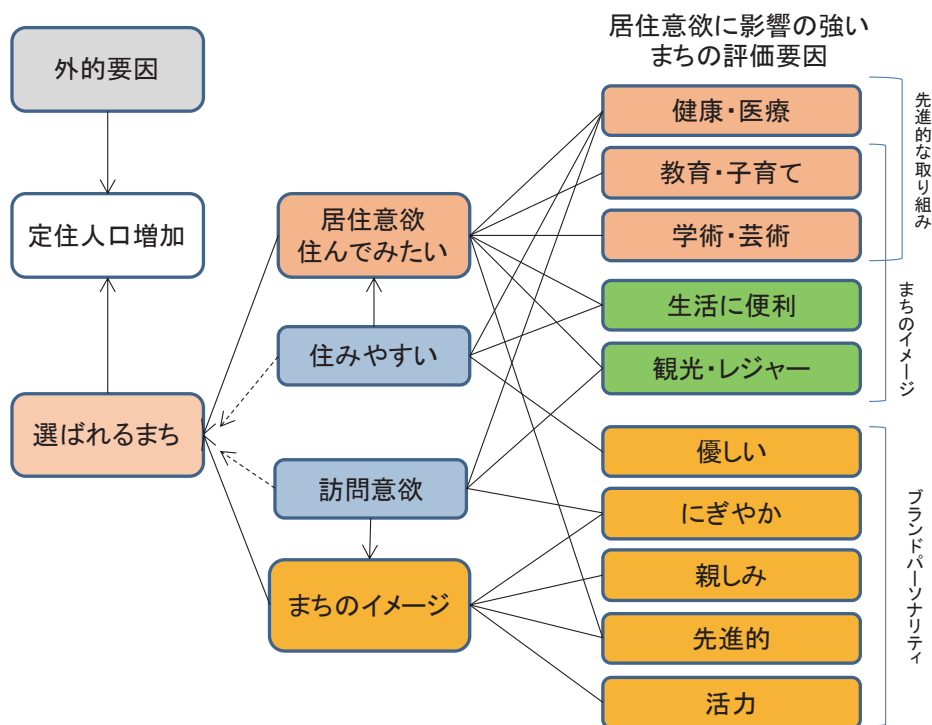 居住意欲に影響の強い
まちの評価要因
外的要因
定住人口増加
選ばれるまち
居住意欲
住んでみたい
住みやすい
訪問意欲
まちのイメージ
健康・医療
教育・子育て
学術・芸術
生活に便利
観光・レジャー
優しい
にぎやか
親しみ
先進的
活力
先進的な取り組み
まちのイメージ
ブランドパーソナリティ